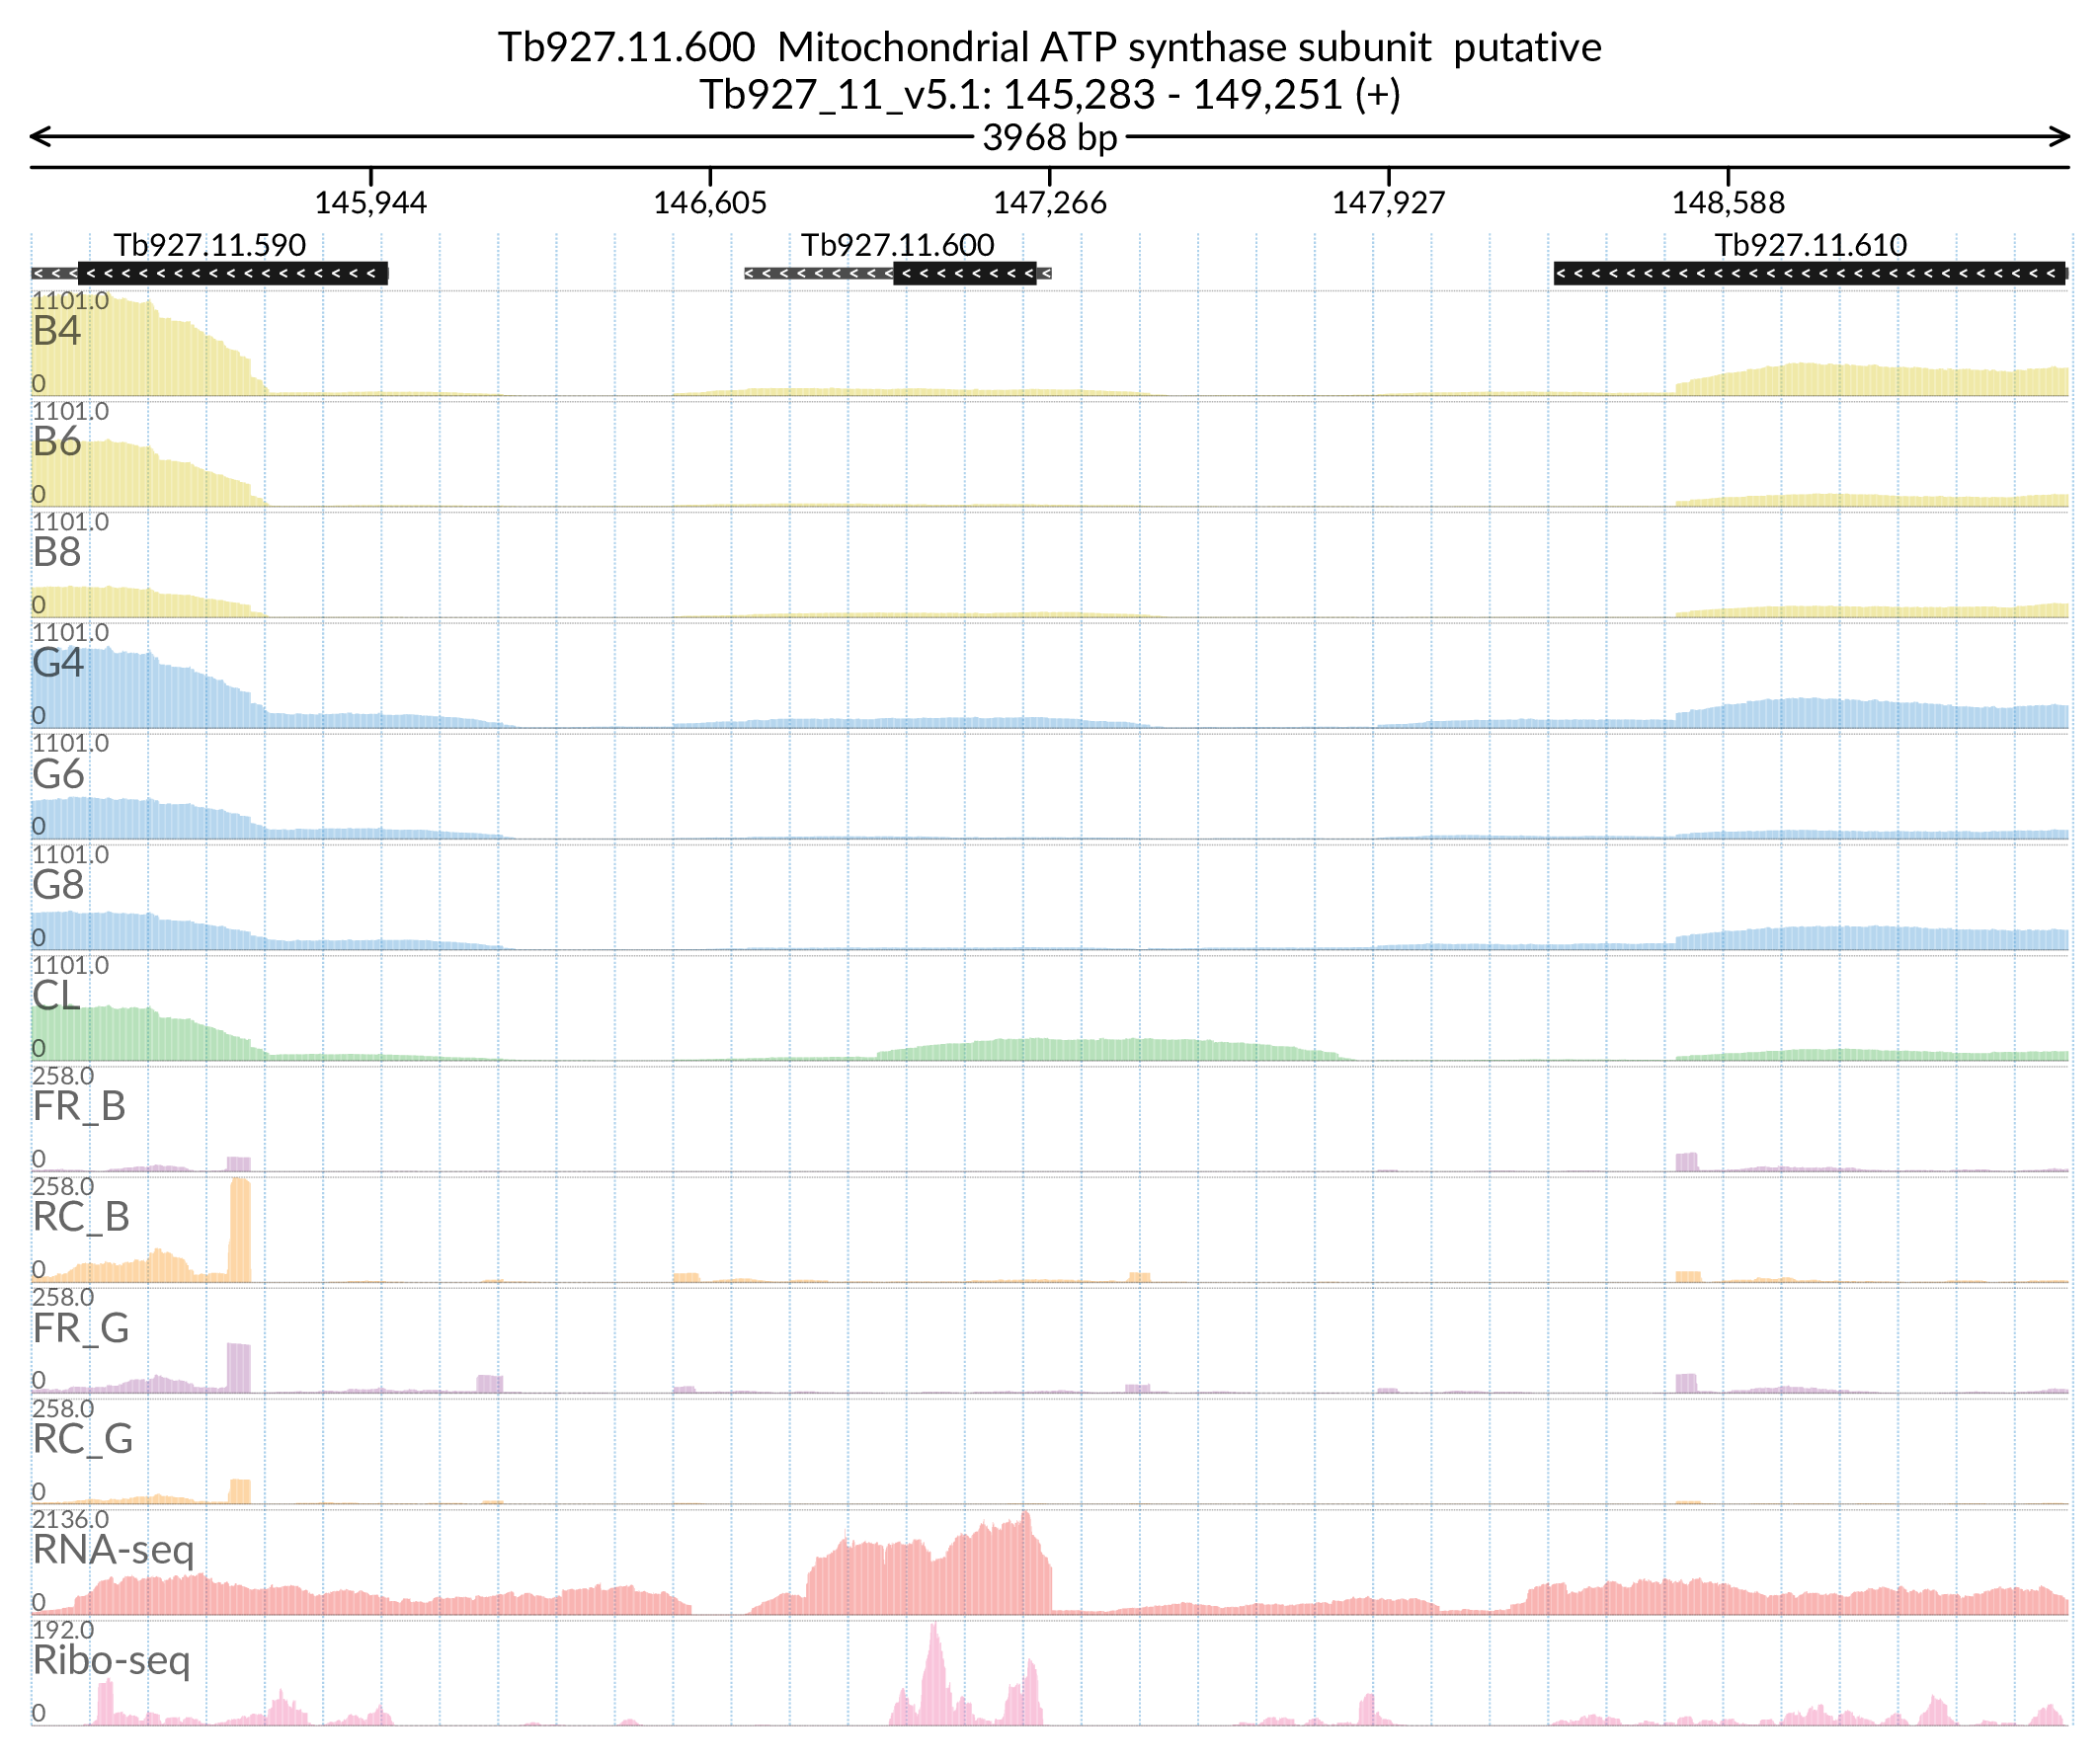 Tb927.11.600 Mitochondrial ATP synthase subunit putative
Tb927_11_v5.1: 145,283 - 149,251 (+)
3968 bp
145,944 146,605 147,266 147,927 148,588
Tb927.11.590 Tb927.11.600 Tb927.11.610
1101.0
B4
0
1101.0
B6
0
1101.0
B8
0
1101.0
G4
0
1101.0
G6
0
1101.0
G8
0
1101.0
CL
0
258.0
FR_B
0
258.0
RC_B
0
258.0
FR_G
0
258.0
RC_G
0
2136.0
RNA-seq
0
192.0
Ribo-seq
0